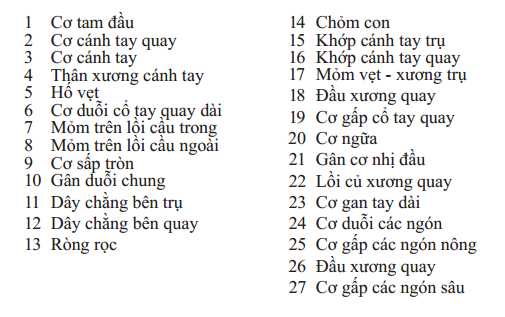 1 Cơ tam đầu
2 Cơ cánh tay quay
3 Cơ cánh tay
4 Thân xương cánh tay
5 Hố vẹt
6 Cơ duỗi cổ tay quay dài
7 Mỏm trên lồi cầu trong
8 Mỏm trên lồi cầu ngoài
9 Cơ sấp tròn
10 Gân duỗi chung
11 Dây chằng bên trụ
12 Dây chằng bên quay
13 Ròng rọc
14 Chỏm con
15 Khớp cánh tay trụ
16 Khớp cánh tay quay
17 Mỏm vẹt - xương trụ
18 Đầu xương quay
19 Cơ gấp cổ tay quay
20 Cơ ngữa
21 Gân cơ nhị đầu
22 Lồi củ xương quay
23 Cơ gan tay dài
24 Cơ duỗi các ngón
25 Cơ gấp các ngón nông
26 Đầu xương quay
27 Cơ gấp các ngón sâu